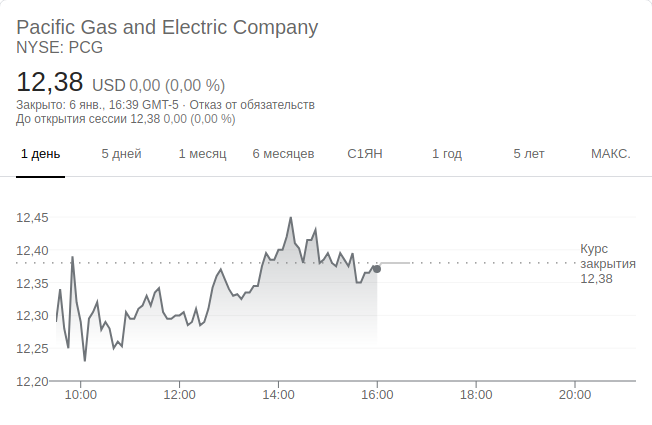 Pacific Gas and Electric Company
NYSE: PCG
12,38 USD 0,00 (0,00 %)
Закрыто: 6 янв., 16:39 GMT-5 · Отказ от обязательств
До открытия сессии 12,38 0,00 (0,00 %)
1 день 5 дней 1 месяц 6 месяцев С1ЯН 1 год 5 лет МАКС.
12,45
12,40
12,35
12,30
12,25
12,20
Курс
закрытия
12,38
10:00 12:00 14:00 16:00 18:00 20:00